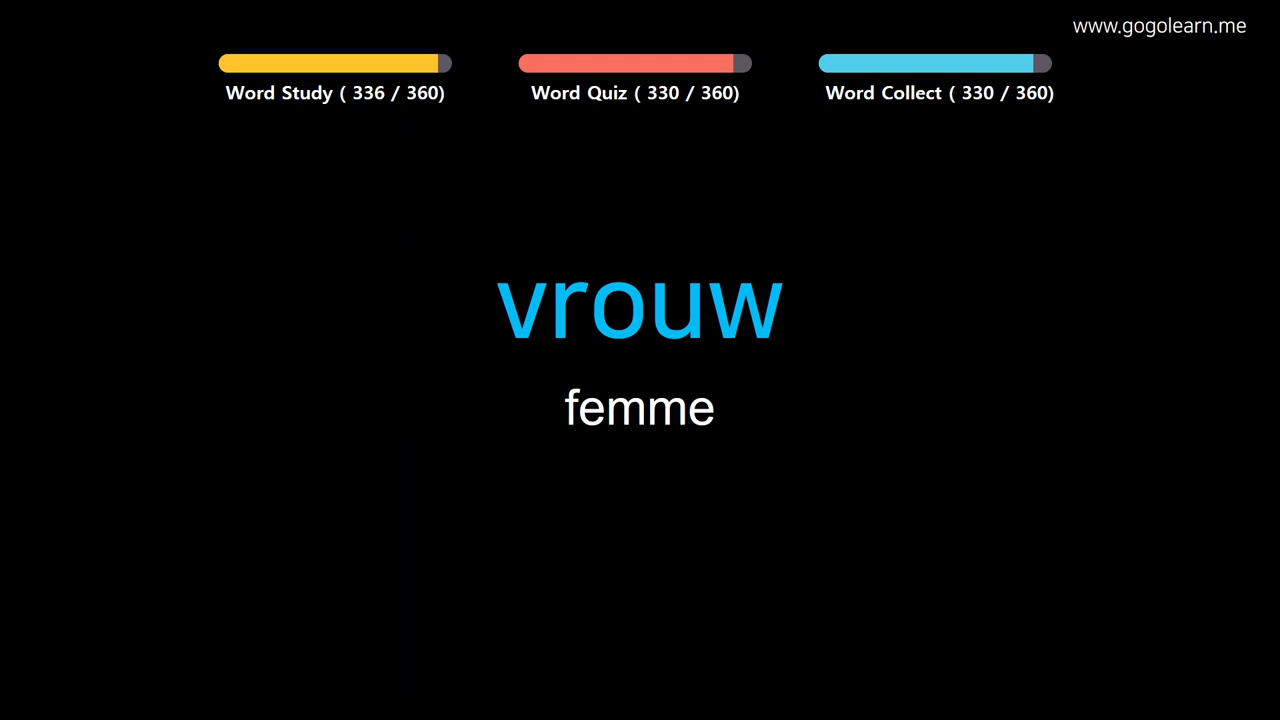 www.gogolearn.me
Word Study ( 336 / 360)
Word Quiz ( 330 / 360)
Word Collect ( 330 / 360)
vrouw
femme